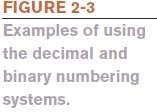 FIGURE 2-3
Examples of using
the decimal and
binary numbering
systems.